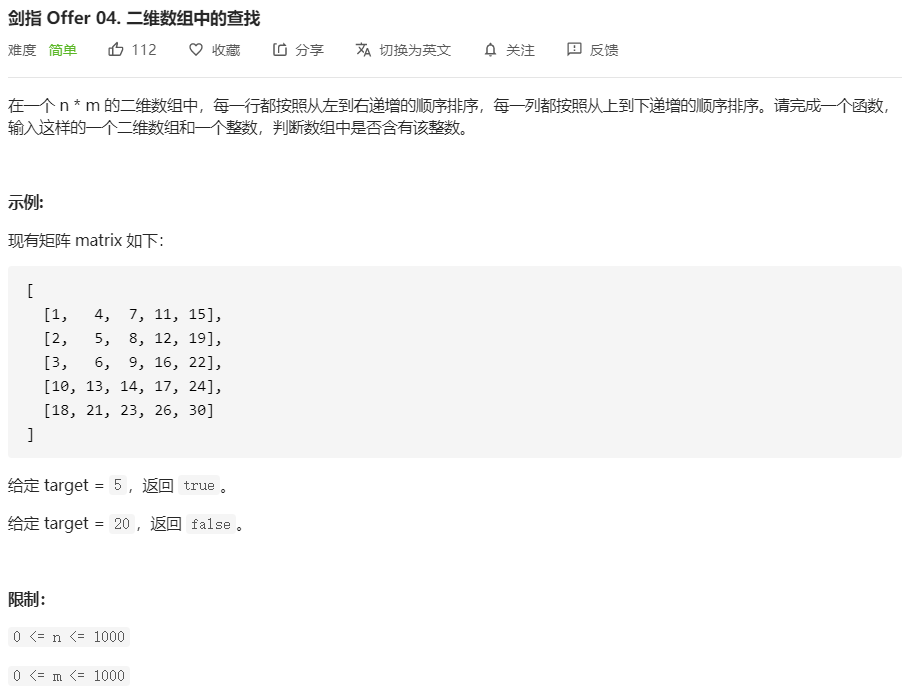 剑指 Offer 04. 二维数组中的查找
难度 简单 112 收藏 分享 切换为英文 关注 反馈
在一个 n * m 的二维数组中，每一行都按照从左到右递增的顺序排序，每一列都按照从上到下递增的顺序排序。请完成一个函数，
输入这样的一个二维数组和一个整数，判断数组中是否含有该整数。
示例:
现有矩阵 matrix 如下：
[
[1, 4, 7, 11, 15],
[2, 5, 8, 12, 19],
[3, 6, 9, 16, 22],
[10, 13, 14, 17, 24],
[18, 21, 23, 26, 30]
]
给定 target = 5，返回 true。
给定 target = 20，返回 false。
限制：
0 <= n <= 1000
0 <= m <= 1000